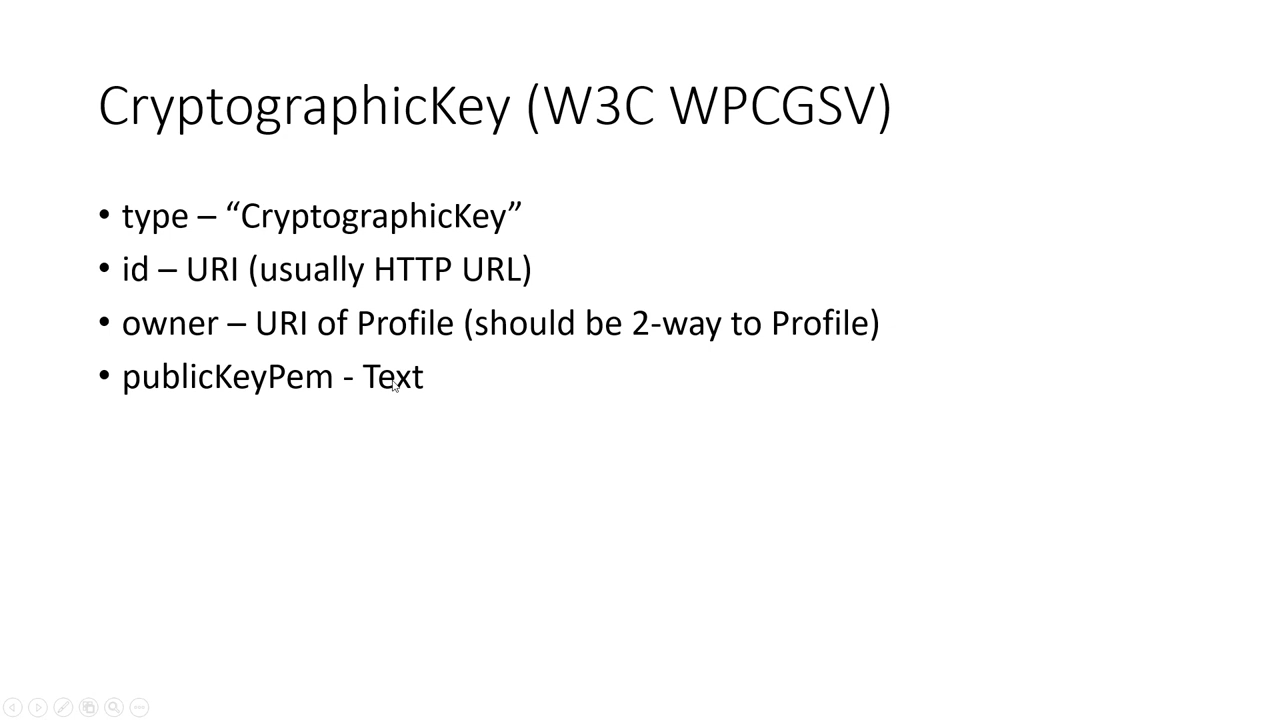 CryptographicKey (W3C WPCGSV)
• type – “CryptographicKey”
• id – URI (usually HTTP URL)
• owner – URI of Profile (should be 2-way to Profile)
• publicKeyPem - Text